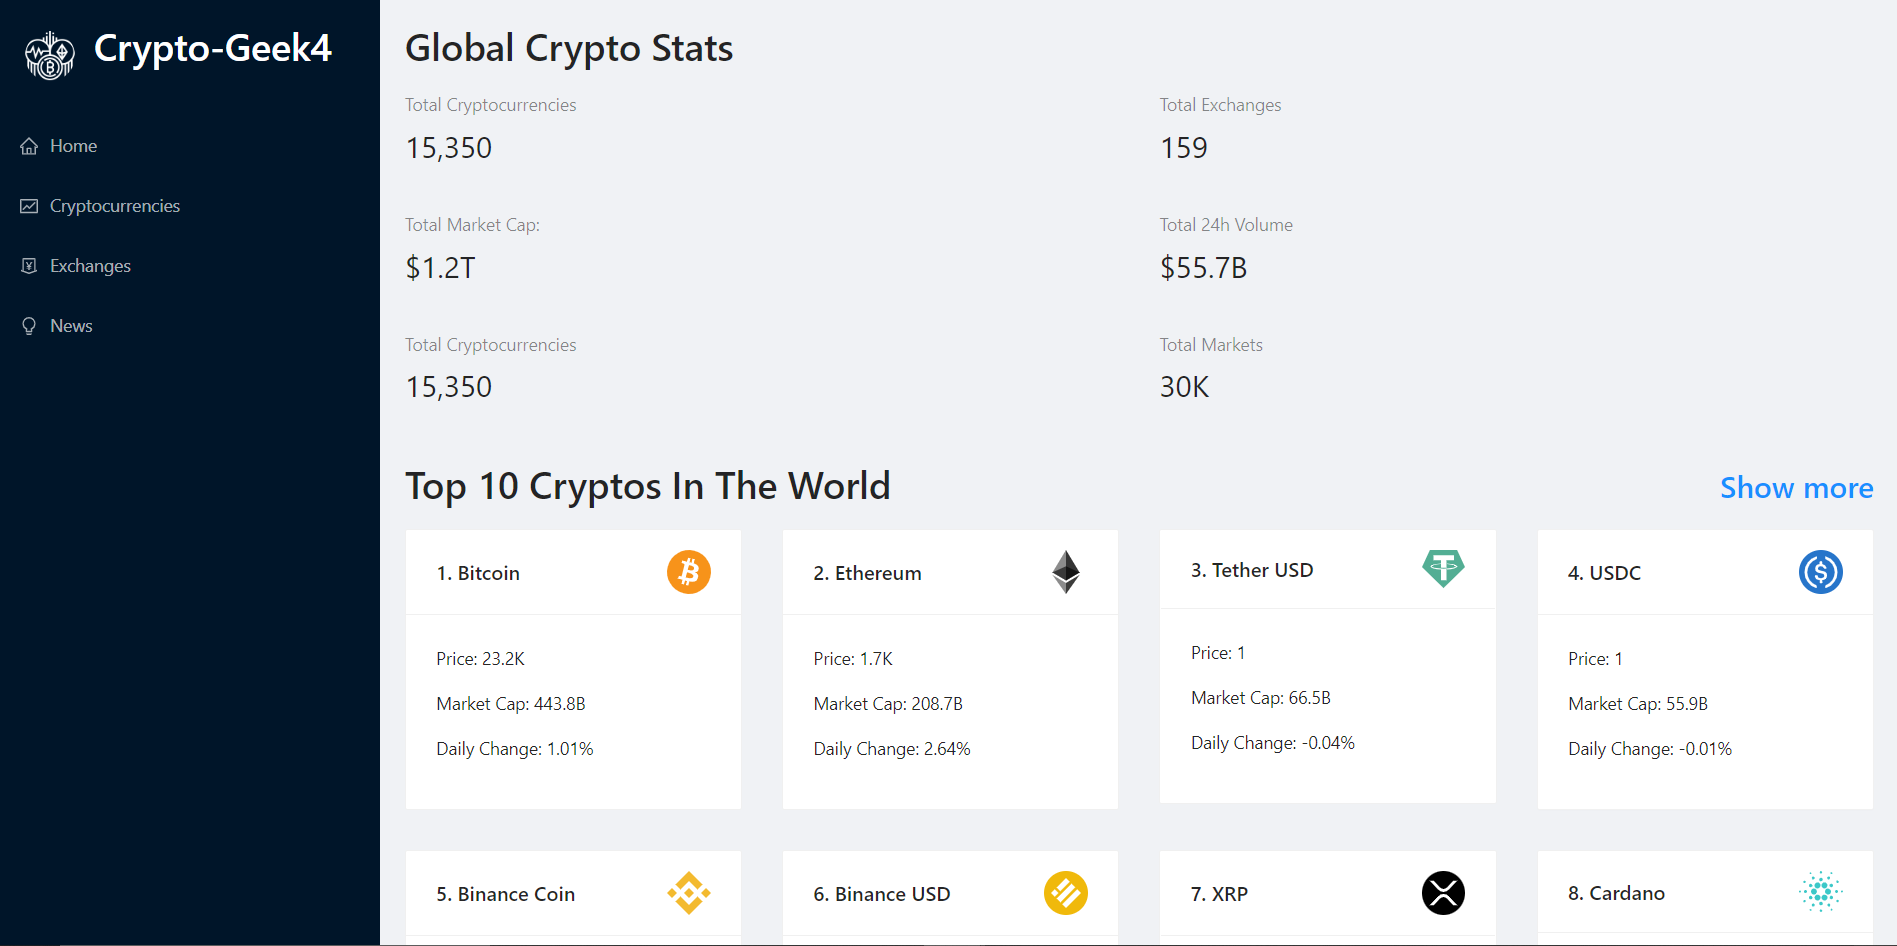 Crypto-Geek4
Home
Cryptocurrencies
Exchanges
News
Global Crypto Stats
Total Cryptocurrencies
15,350
Total Exchanges
159
Total Market Cap:
$1.2T
Total 24h Volume
$55.7B
Total Cryptocurrencies
15,350
Total Markets
30K
Top 10 Cryptos In The World
Show more
1. Bitcoin
Price: 23.2K
Market Cap: 443.8B
Daily Change: 1.01%
2. Ethereum
Price: 1.7K
Market Cap: 208.7B
Daily Change: 2.64%
3. Tether USD
Price: 1
Market Cap: 66.5B
Daily Change: -0.04%
4. USDC
Price: 1
Market Cap: 55.9B
Daily Change: -0.01%
5. Binance Coin
6. Binance USD
7. XRP
8. Cardano